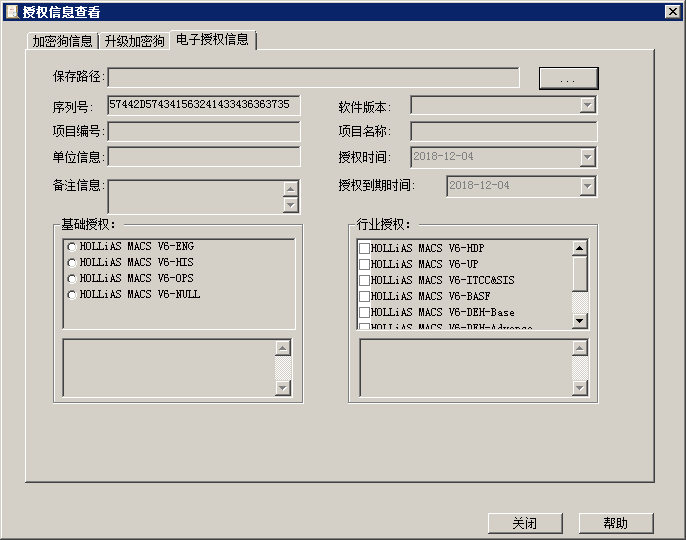 授权信息查看
加密狗信息 升级加密狗 电子授权信息
保存路径: ...
序列号: 57442D574341563241433436363735 软件版本:
项目编号: 项目名称:
单位信息: 授权时间: 2018-12-04
备注信息: 授权到期时间: 2018-12-04
基础授权: 行业授权:
HOLLiAS MACS V6-ENG
HOLLiAS MACS V6-HIS
HOLLiAS MACS V6-OPS
HOLLiAS MACS V6-NULL
HOLLiAS MACS V6-HDP
HOLLiAS MACS V6-UP
HOLLiAS MACS V6-ITCC&SIS
HOLLiAS MACS V6-BASF
HOLLiAS MACS V6-DEH-Base
HOLLiAS MACS V6-DEH-Advance
关闭 帮助